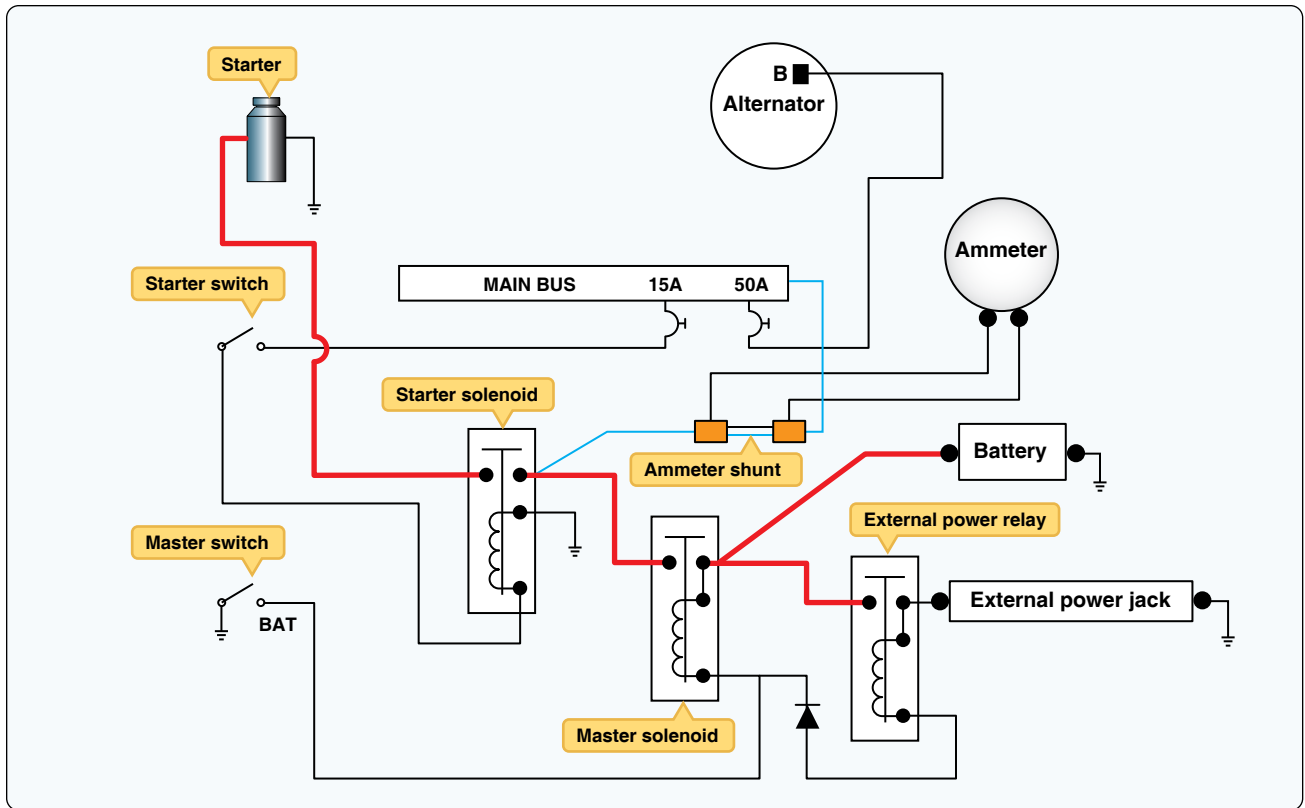 Starter
B
Alternator
Ammeter
Starter switch
MAIN BUS 15A 50A
Starter solenoid
Ammeter shunt
Battery
External power relay
Master switch
BAT
External power jack
Master solenoid